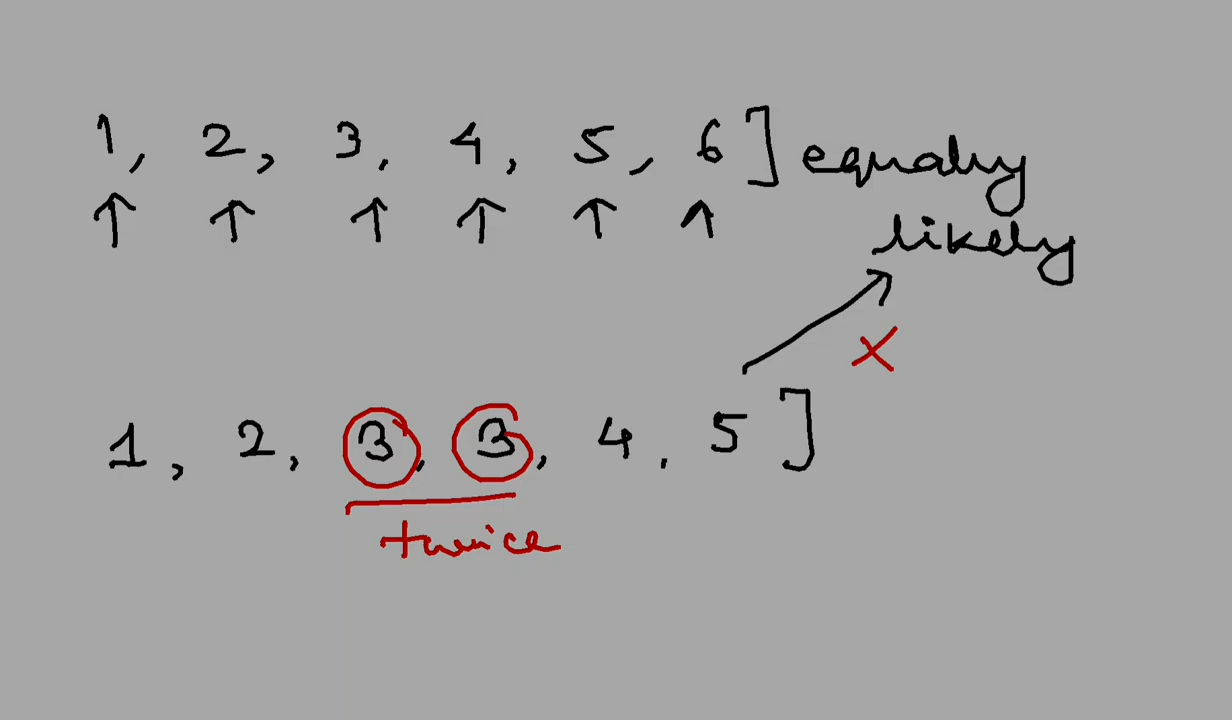 1, 2, 3, 4, 5, 6 ] equally
↑ ↑ ↑ ↑ ↑ ↑ likely
X
1, 2, 3, 3, 4, 5 ]
twice